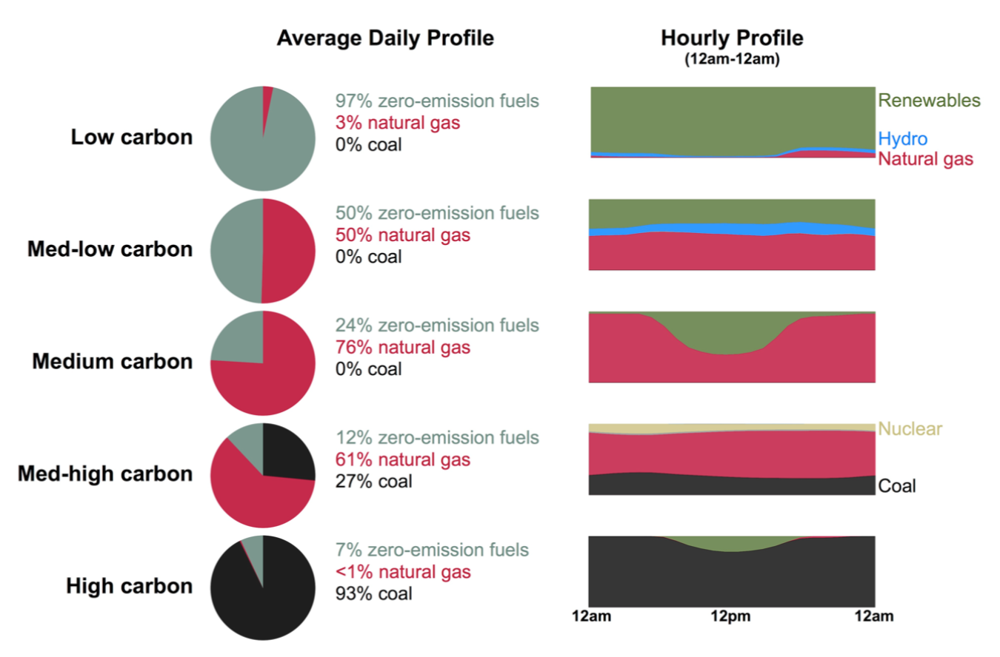 Average Daily Profile
Hourly Profile
(12am-12am)
Low carbon
97% zero-emission fuels
3% natural gas
0% coal
Renewables
Hydro
Natural gas
Med-low carbon
50% zero-emission fuels
50% natural gas
0% coal
Medium carbon
24% zero-emission fuels
76% natural gas
0% coal
Med-high carbon
12% zero-emission fuels
61% natural gas
27% coal
Nuclear
Coal
High carbon
7% zero-emission fuels
<1% natural gas
93% coal
12am 12pm 12am